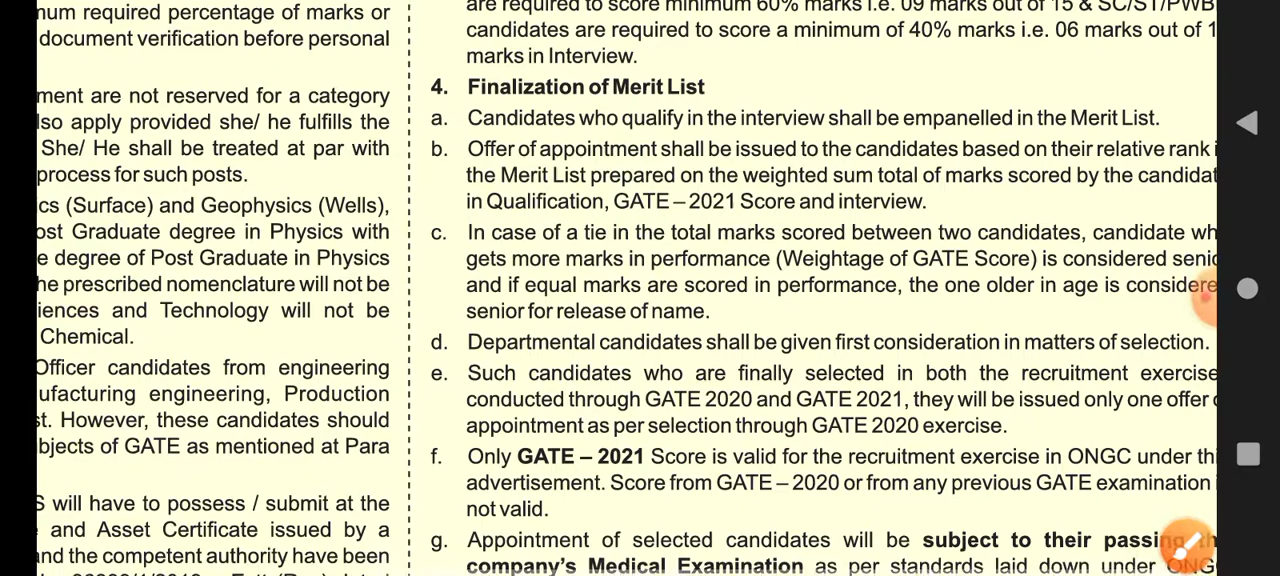 num required percentage of marks or
document verification before personal
ment are not reserved for a category
lso apply provided she/ he fulfills the
She/ He shall be treated at par with
process for such posts.
cs (Surface) and Geophysics (Wells),
ost Graduate degree in Physics with
e degree of Post Graduate in Physics
he prescribed nomenclature will not be
iences and Technology will not be
Chemical.
Officer candidates from engineering
ufacturing engineering, Production
st. However, these candidates should
bjects of GATE as mentioned at Para
S will have to possess / submit at the
and Asset Certificate issued by a
and the competent authority have been
are required to score minimum 60% marks i.e. 09 marks out of 15 & SC/ST/PWB
candidates are required to score a minimum of 40% marks i.e. 06 marks out of 1
marks in Interview.
4. Finalization of Merit List
a. Candidates who qualify in the interview shall be empanelled in the Merit List.
b. Offer of appointment shall be issued to the candidates based on their relative rank i
the Merit List prepared on the weighted sum total of marks scored by the candidat
in Qualification, GATE – 2021 Score and interview.
c. In case of a tie in the total marks scored between two candidates, candidate wh
gets more marks in performance (Weightage of GATE Score) is considered senio
and if equal marks are scored in performance, the one older in age is considere
senior for release of name.
d. Departmental candidates shall be given first consideration in matters of selection.
e. Such candidates who are finally selected in both the recruitment exercise
conducted through GATE 2020 and GATE 2021, they will be issued only one offer o
appointment as per selection through GATE 2020 exercise.
f. Only GATE – 2021 Score is valid for the recruitment exercise in ONGC under thi
advertisement. Score from GATE – 2020 or from any previous GATE examination i
not valid.
g. Appointment of selected candidates will be subject to their passing th
company's Medical Examination as per standards laid down under ONG